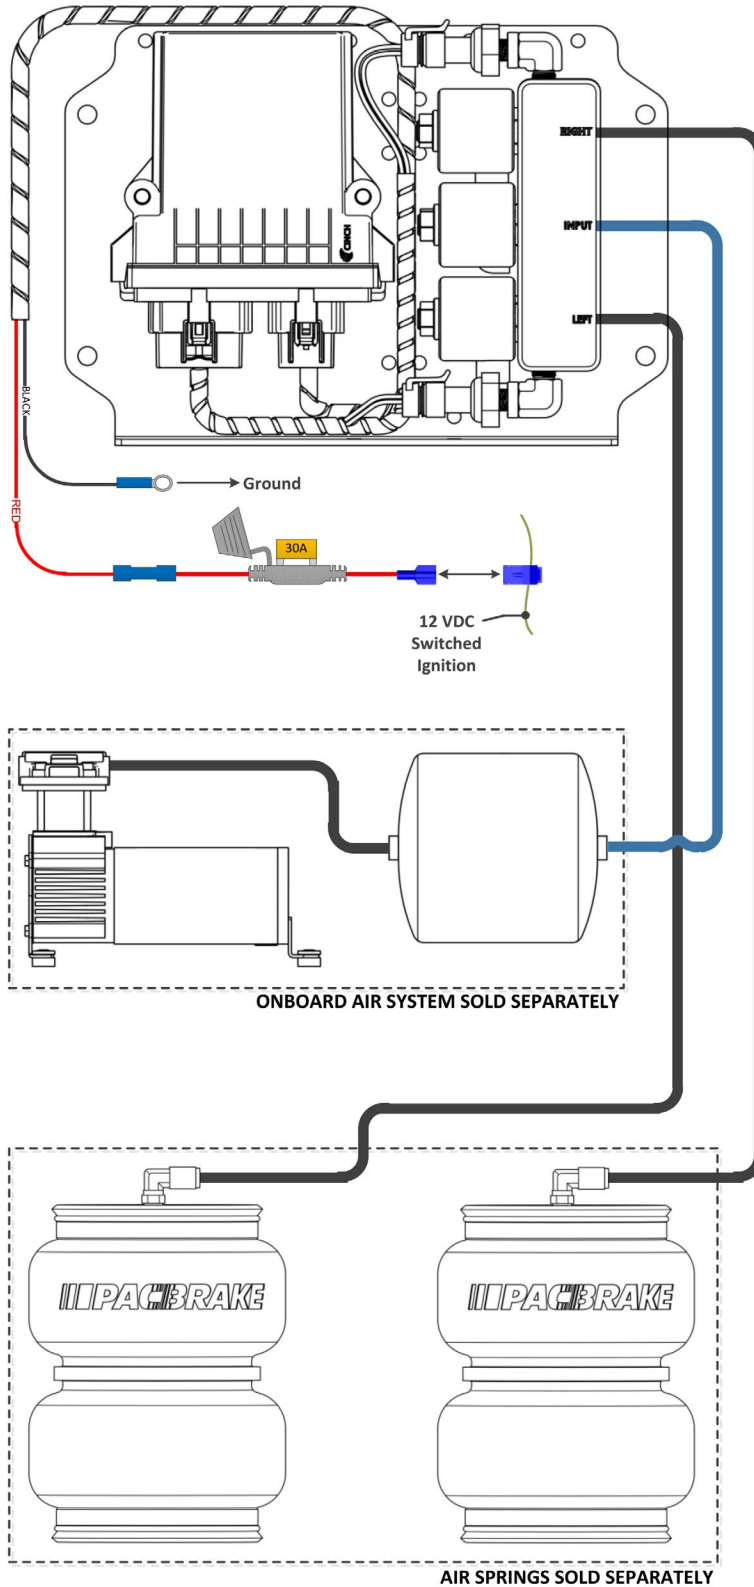 RIGHT
INPUT
CINCH
LEFT
BLACK
Ground
RED
30A
12 VDC
Switched
Ignition
ONBOARD AIR SYSTEM SOLD SEPARATELY
PACBRAKE
PACBRAKE
AIR SPRINGS SOLD SEPARATELY